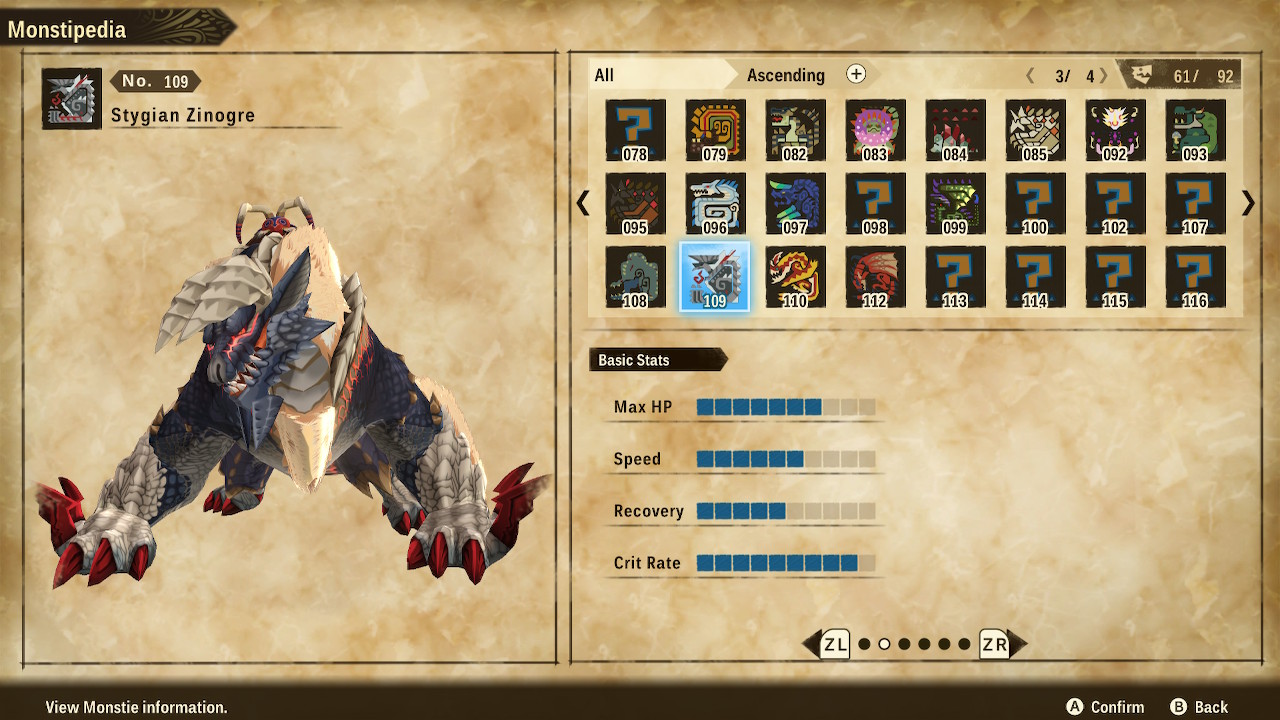 Monstipedia
No. 109
Stygian Zinogre
All
Ascending
3/ 4
61/ 92
078 079 082 083 084 085 092 093
095 096 097 098 099 100 102 107
108 109 110 112 113 114 115 116
Basic Stats
Max HP
Speed
Recovery
Crit Rate
ZL ZR
View Monstie information.
A Confirm B Back